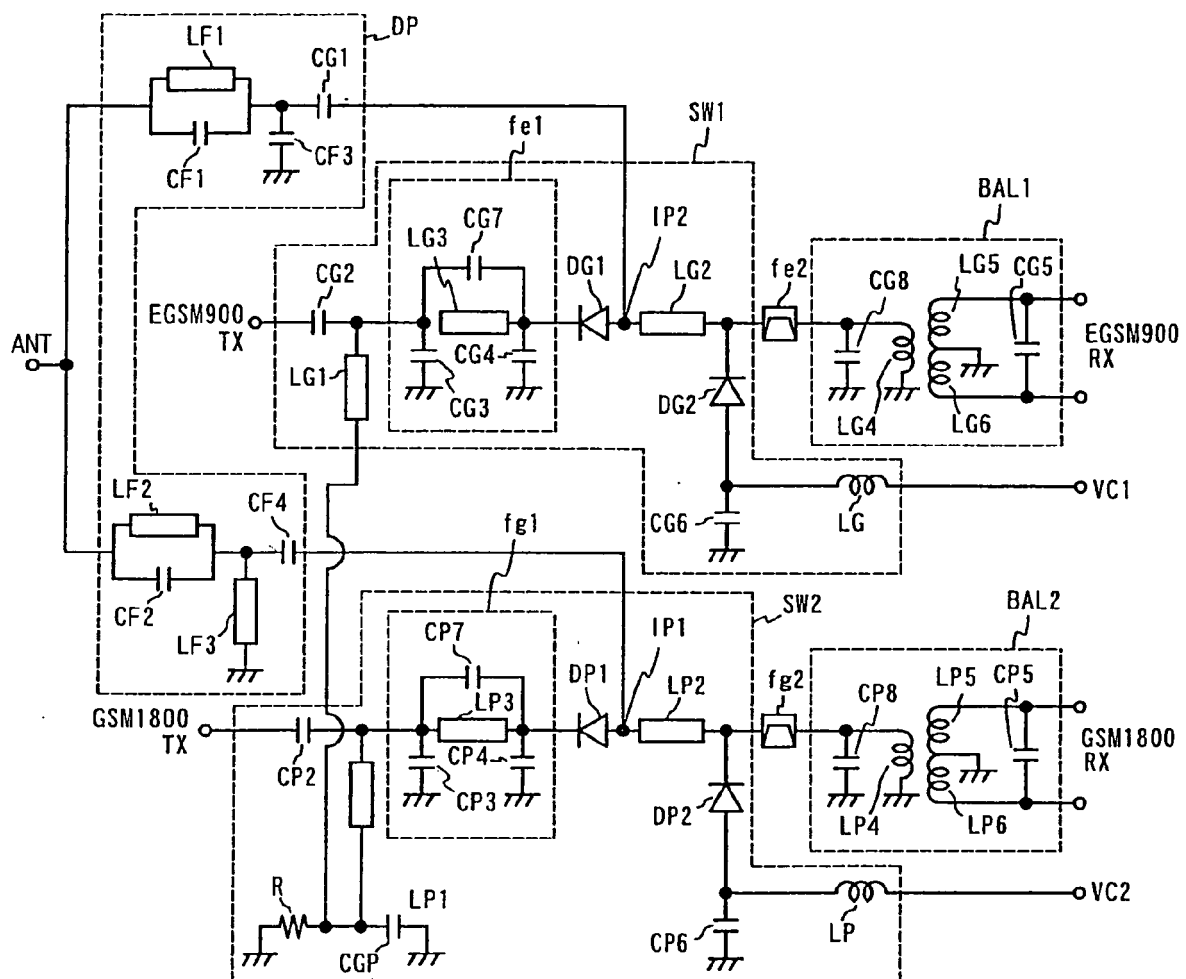 DP
LF1
CG1
SW1
fe1
CF3
CF1
BAL1
CG7
IP2
LG3
DG1
LG2
LG5
CG5
fe2
CG8
CG2
EGSM900
TX
EGSM900
RX
ANT
LG1
CG4
CG3
DG2
LG4
LG6
VC1
LG
LF2
CF4
CG6
fg1
CF2
LF3
SW2
BAL2
CP7
IP1
DP1
LP2
LP5
CP5
fg2
CP8
LP3
GSM1800
TX
GSM1800
RX
CP2
CP4
CP3
DP2
LP4
LP6
R
LP1
VC2
LP
CP6
CGP